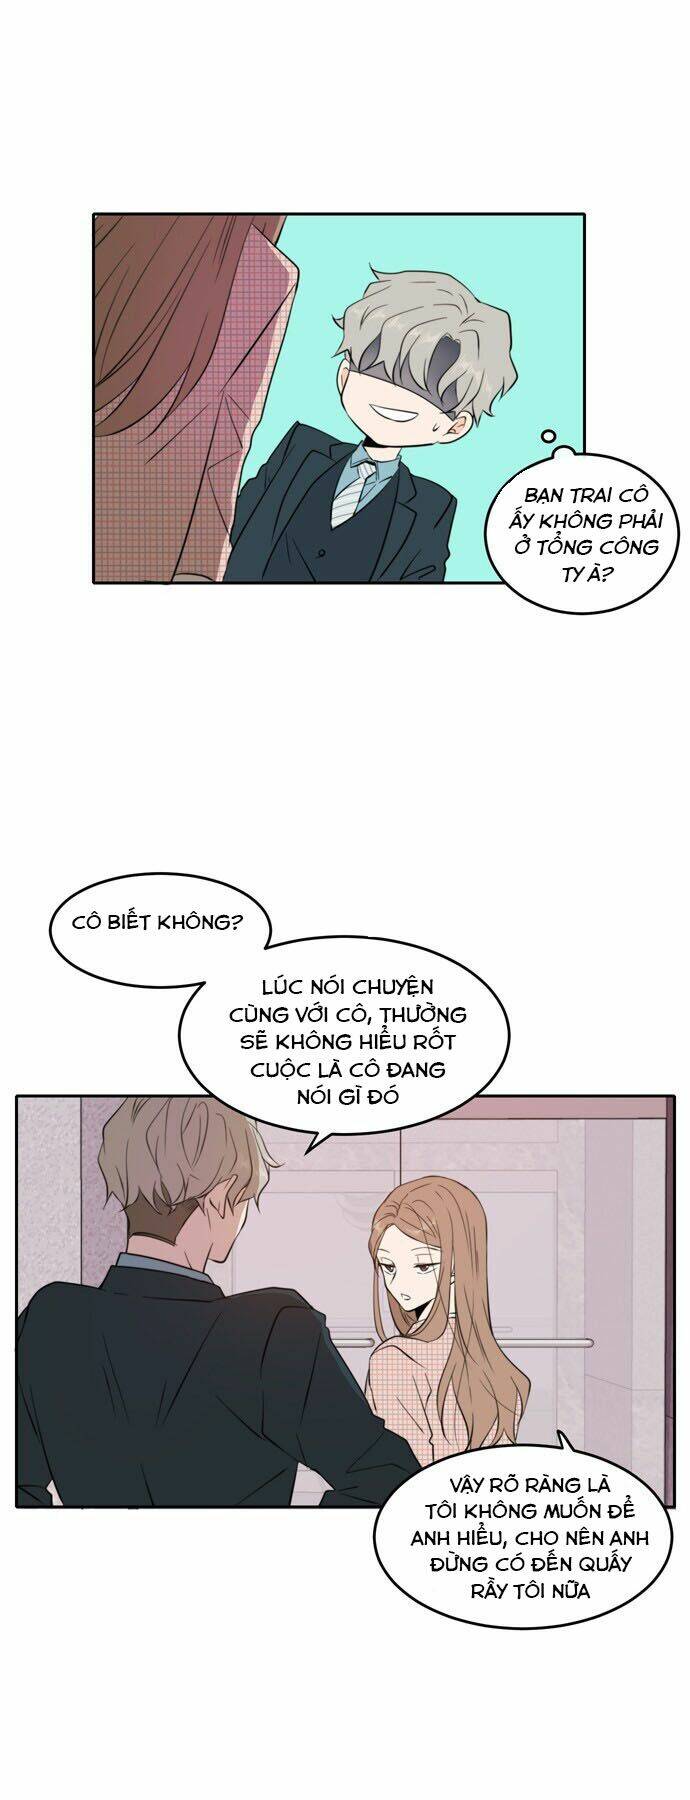 BẠN TRAI CÔ
ẤY KHÔNG PHẢI
Ở TỔNG CÔNG
TY À?
CÔ BIẾT KHÔNG?
LÚC NÓI CHUYỆN
CÙNG VỚI CÔ, THƯỜNG
SẼ KHÔNG HIỂU RỐT
CUỘC LÀ CÔ ĐANG
NÓI GÌ ĐÓ
VẬY RÕ RÀNG LÀ
TÔI KHÔNG MUỐN ĐỂ
ANH HIỂU, CHO NÊN ANH
ĐỪNG CÓ ĐẾN QUẤY
RẦY TÔI NỮA